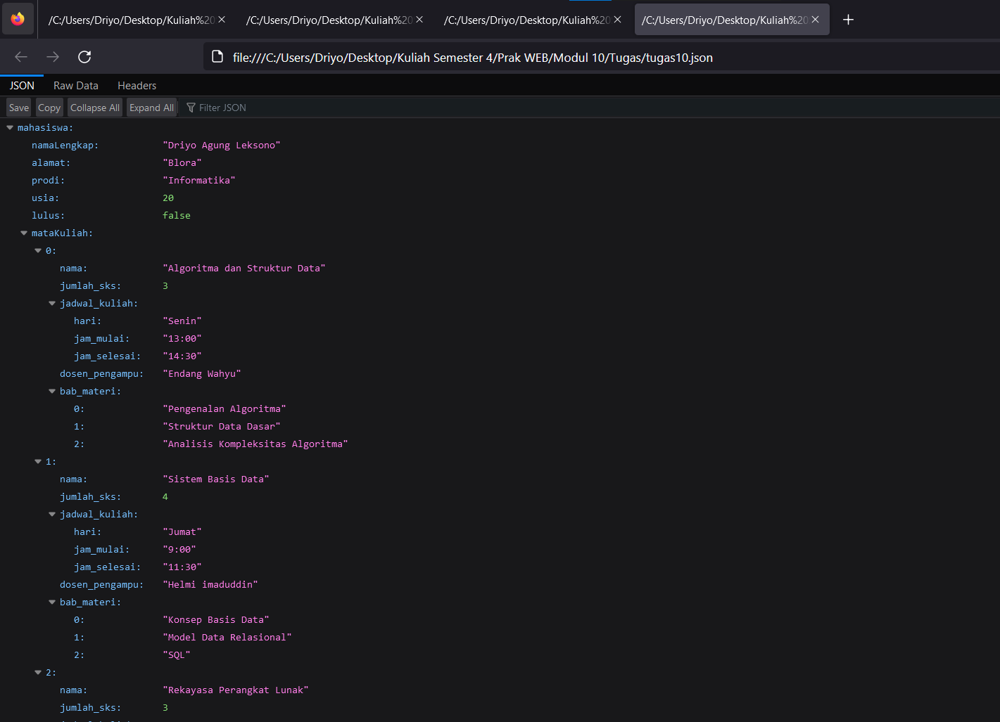 /C:/Users/Driyo/Desktop/Kuliah%20 /C:/Users/Driyo/Desktop/Kuliah%20 /C:/Users/Driyo/Desktop/Kuliah%20 /C:/Users/Driyo/Desktop/Kuliah%20
file:///C:/Users/Driyo/Desktop/Kuliah Semester 4/Prak WEB/Modul 10/Tugas/tugas10.json
JSON Raw Data Headers
Save Copy Collapse All Expand All Filter JSON
mahasiswa:
namaLengkap: "Driyo Agung Leksono"
alamat: "Blora"
prodi: "Informatika"
usia: 20
lulus: false
mataKuliah:
0:
nama: "Algoritma dan Struktur Data"
jumlah_sks: 3
jadwal_kuliah:
hari: "Senin"
jam_mulai: "13:00"
jam_selesai: "14:30"
dosen_pengampu: "Endang Wahyu"
bab_materi:
0: "Pengenalan Algoritma"
1: "Struktur Data Dasar"
2: "Analisis Kompleksitas Algoritma"
1:
nama: "Sistem Basis Data"
jumlah_sks: 4
jadwal_kuliah:
hari: "Jumat"
jam_mulai: "9:00"
jam_selesai: "11:30"
dosen_pengampu: "Helmi imaduddin"
bab_materi:
0: "Konsep Basis Data"
1: "Model Data Relasional"
2: "SQL"
2:
nama: "Rekayasa Perangkat Lunak"
jumlah_sks: 3